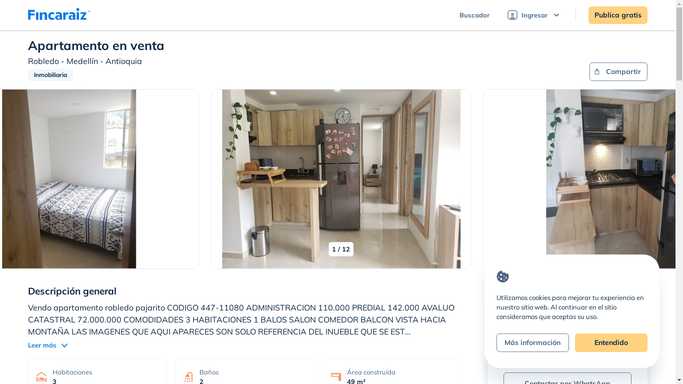 Fincaraiz
Buscador
Ingresar
Publica gratis
Apartamento en venta
Robledo - Medellín - Antioquia
Inmobiliaria
Compartir
1 / 12
Descripción general
Vendo apartamento robledo pajarito CODIGO 447-11080 ADMINISTRACION 110.000 PREDIAL 142.000 AVALUO
CATASTRAL 72.000.000 COMODIDADES 3 HABITACIONES 1 BALOS SALON COMEDOR BALCON VISTA HACIA
MONTAÑA LAS IMAGENES QUE AQUI APARECES SON SOLO REFERENCIA DEL INUEBLE QUE SE EST...
Leer más
Habitaciones
3
Baños
2
Área construida
49 m²
Utilizamos cookies para mejorar tu experiencia en
nuestro sitio web. Al continuar en el sitio
consideramos que aceptas su uso.
Más información
Entendido
Contactar por WhatsApp